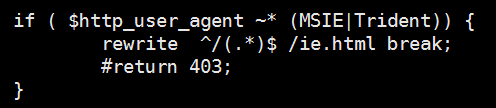 if ( $http_user_agent ~* (MSIE|Trident)) {
rewrite  ^/(.*)$ /ie.html break;
#return 403;
}